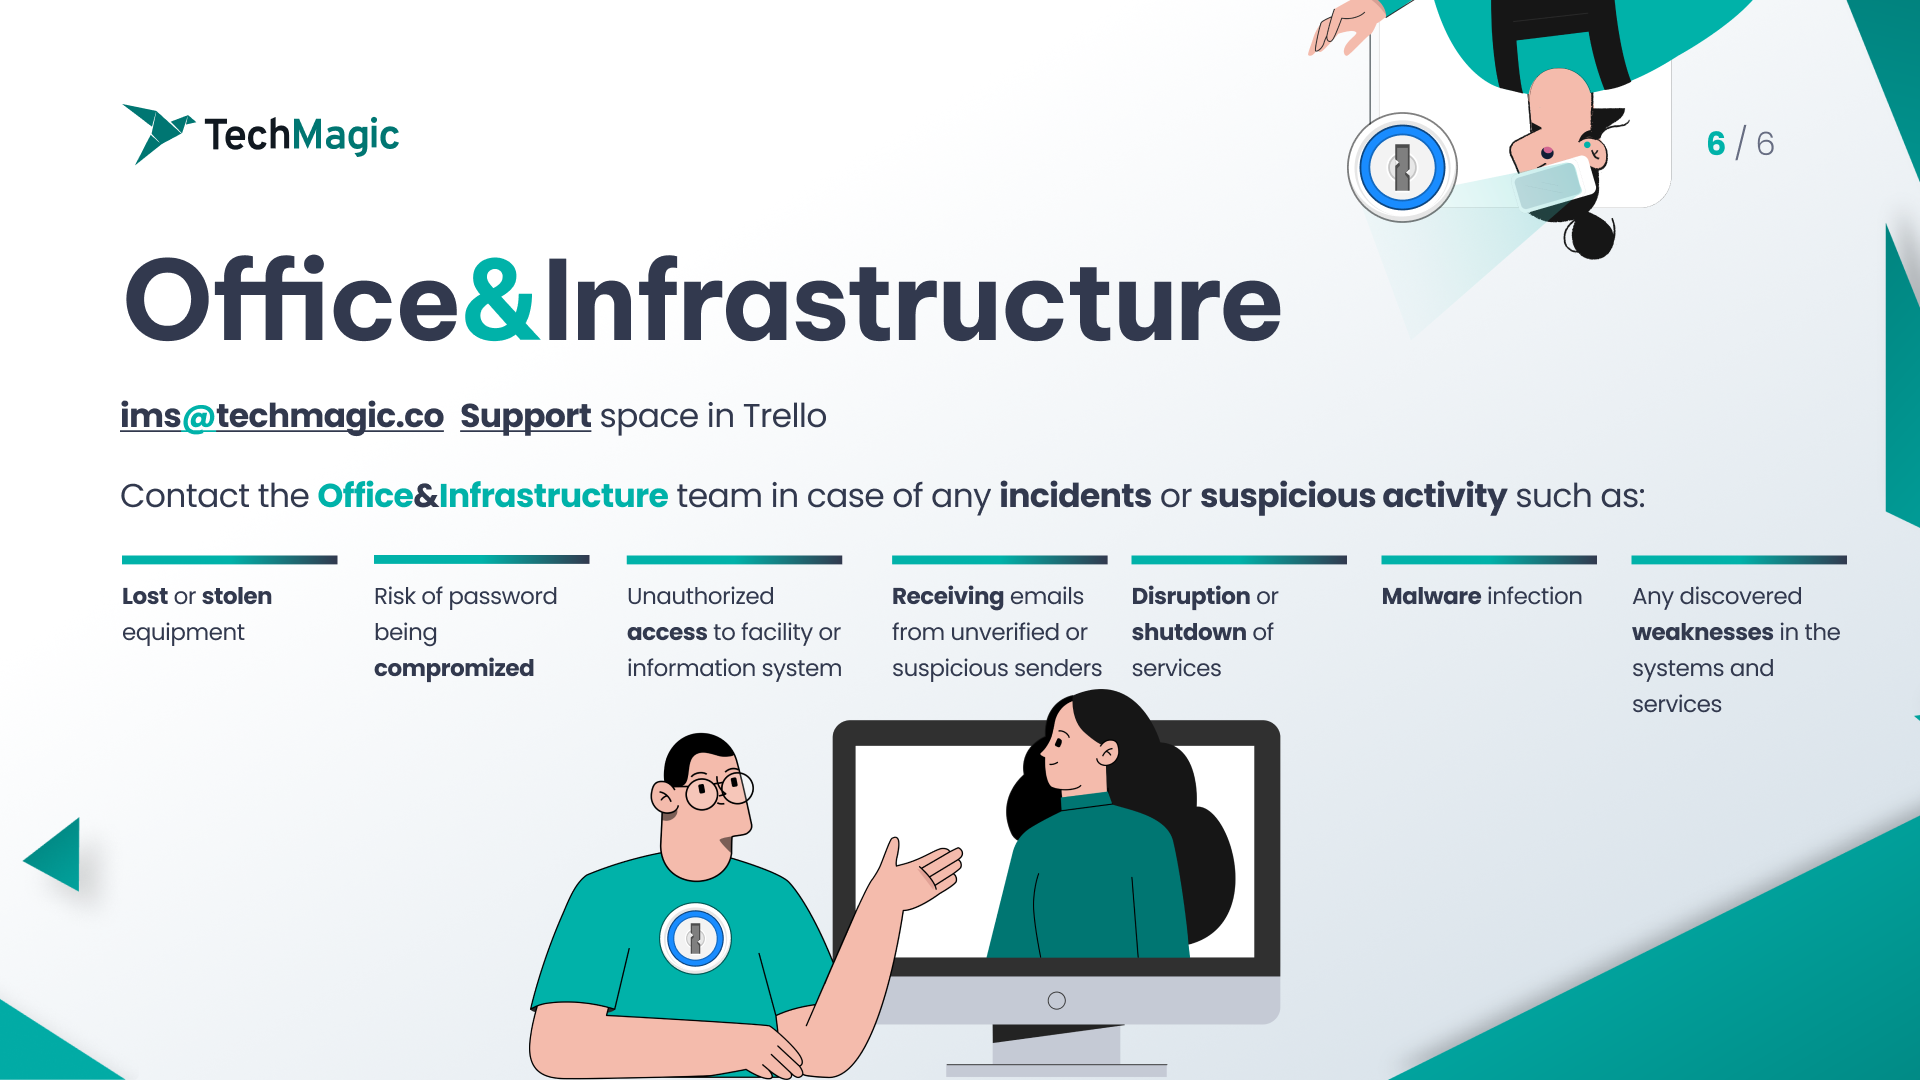 TechMagic
6 / 6
Office&Infrastructure
ims@techmagic.co Support space in Trello
Contact the Office&Infrastructure team in case of any incidents or suspicious activity such as:
Lost or stolen
equipment
Risk of password
being
compromized
Unauthorized
access to facility or
information system
Receiving emails
from unverified or
suspicious senders
Disruption or
shutdown of
services
Malware infection
Any discovered
weaknesses in the
systems and
services